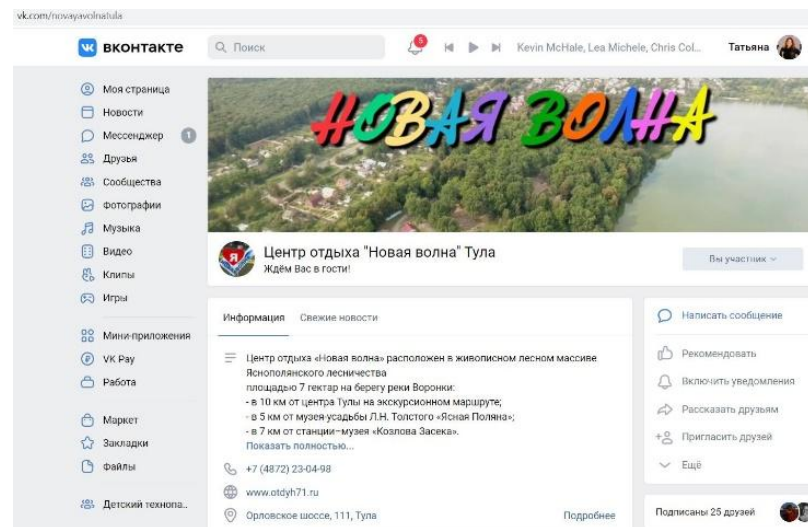 vk.com/novayavolnatula
вконтакте
Поиск
5
Kevin McHale, Lea Michele, Chris Col...
Татьяна
Моя страница
Новости
Мессенджер 1
Друзья
Сообщества
Фотографии
Музыка
Видео
Клипы
Игры
Мини-приложения
VK Pay
Работа
Маркет
Закладки
Файлы
Детский технопа..
НОВАЯ ВОЛНА
Я
Центр отдыха "Новая волна" Тула
Ждём Вас в гости!
Вы участник
Информация Свежие новости
Центр отдыха «Новая волна» расположен в живописном лесном массиве
Яснополянского лесничества
площадью 7 гектар на берегу реки Воронки:
- в 10 км от центра Тулы на экскурсионном маршруте;
- в 5 км от музея-усадьбы Л.Н. Толстого «Ясная Поляна»;
- в 7 км от станции–музея «Козлова Засека».
Показать полностью...
+7 (4872) 23-04-98
www.otdyh71.ru
Орловское шоссе, 111, Тула
Подробнее
Написать сообщение
Рекомендовать
Включить уведомления
Рассказать друзьям
Пригласить друзей
Ещё
Подписаны 25 друзей